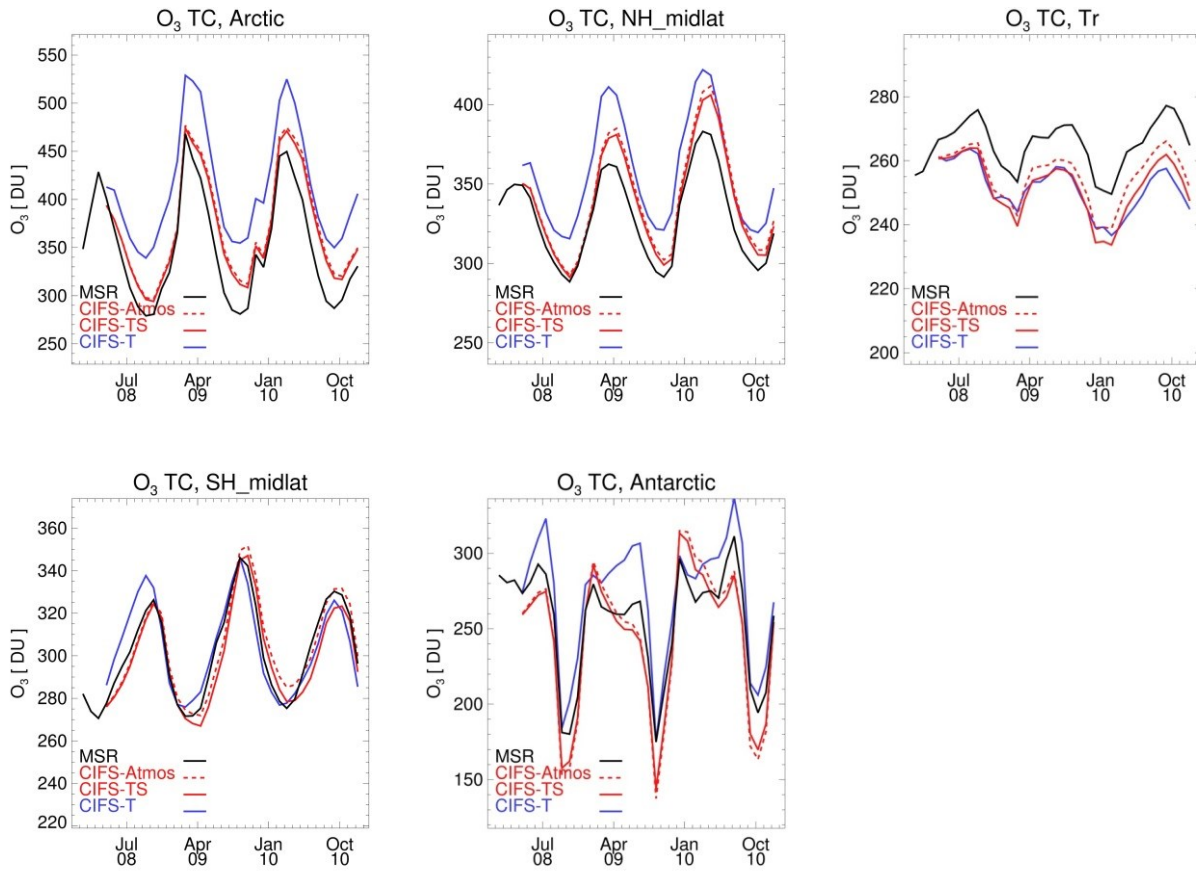 O₃ TC, Arctic
550
500
450
400
350
300
250
O₃ [ DU ]
MSR
CIFS-Atmos
CIFS-TS
CIFS-T
Jul 08
Apr 09
Jan 10
Oct 10
O₃ TC, NH_midlat
400
350
300
250
O₃ [ DU ]
MSR
CIFS-Atmos
CIFS-TS
CIFS-T
Jul 08
Apr 09
Jan 10
Oct 10
O₃ TC, Tr
280
260
240
220
200
O₃ [ DU ]
MSR
CIFS-Atmos
CIFS-TS
CIFS-T
Jul 08
Apr 09
Jan 10
Oct 10
O₃ TC, SH_midlat
360
340
320
300
280
260
240
220
O₃ [ DU ]
MSR
CIFS-Atmos
CIFS-TS
CIFS-T
Jul 08
Apr 09
Jan 10
Oct 10
O₃ TC, Antarctic
300
250
200
150
O₃ [ DU ]
MSR
CIFS-Atmos
CIFS-TS
CIFS-T
Jul 08
Apr 09
Jan 10
Oct 10